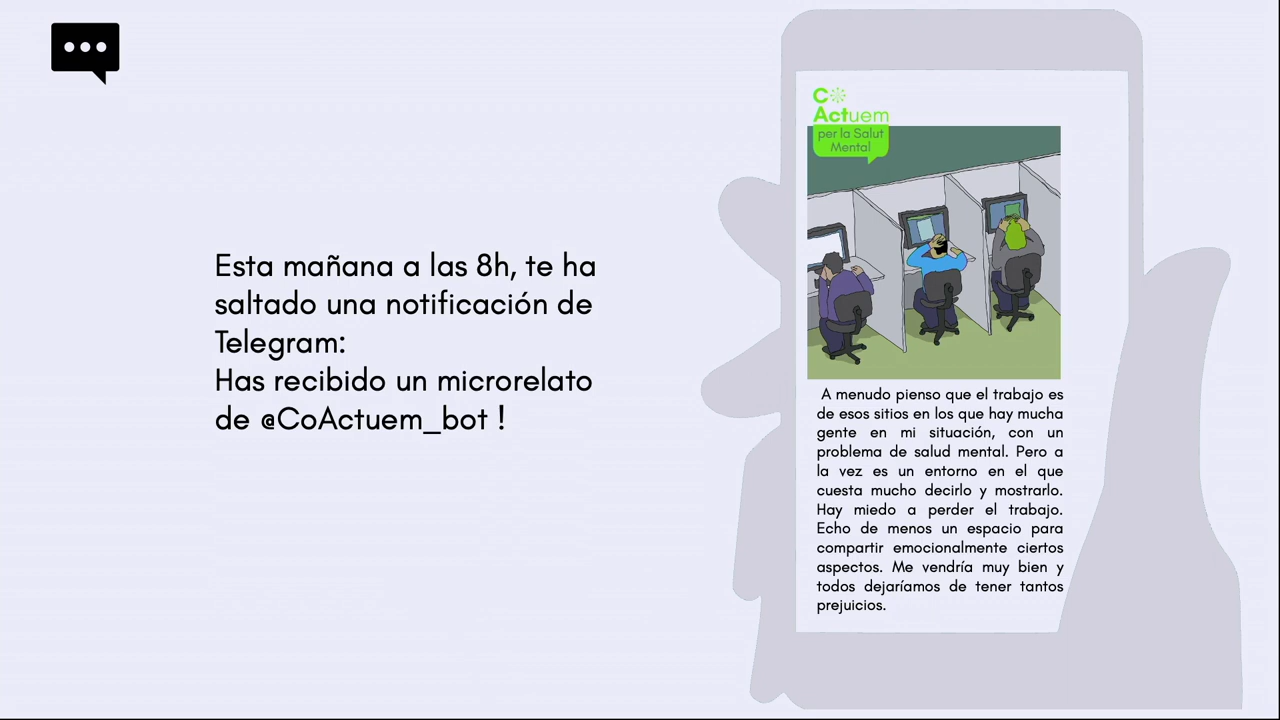 Esta mañana a las 8h, te ha
saltado una notificación de
Telegram:
Has recibido un microrelato
de @CoActuem_bot !
Co
Actuem
per la Salut
Mental
A menudo pienso que el trabajo es
de esos sitios en los que hay mucha
gente en mi situación, con un
problema de salud mental. Pero a
la vez es un entorno en el que
cuesta mucho decirlo y mostrarlo.
Hay miedo a perder el trabajo.
Echo de menos un espacio para
compartir emocionalmente ciertos
aspectos. Me vendría muy bien y
todos dejaríamos de tener tantos
prejuicios.